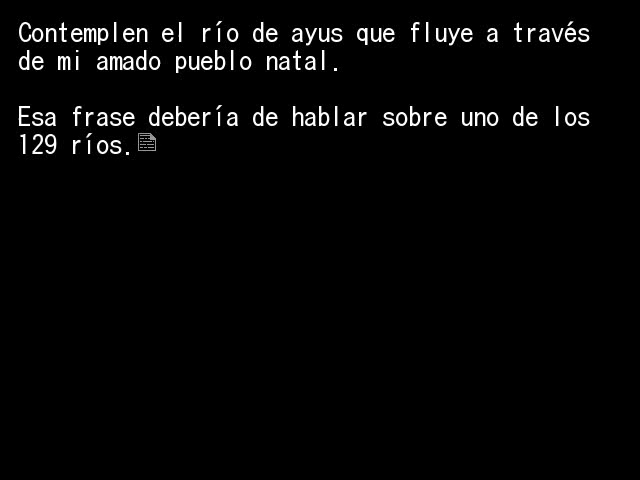 Contemplen el río de ayus que fluye a través
de mi amado pueblo natal.
Esa frase debería de hablar sobre uno de los
129 ríos.